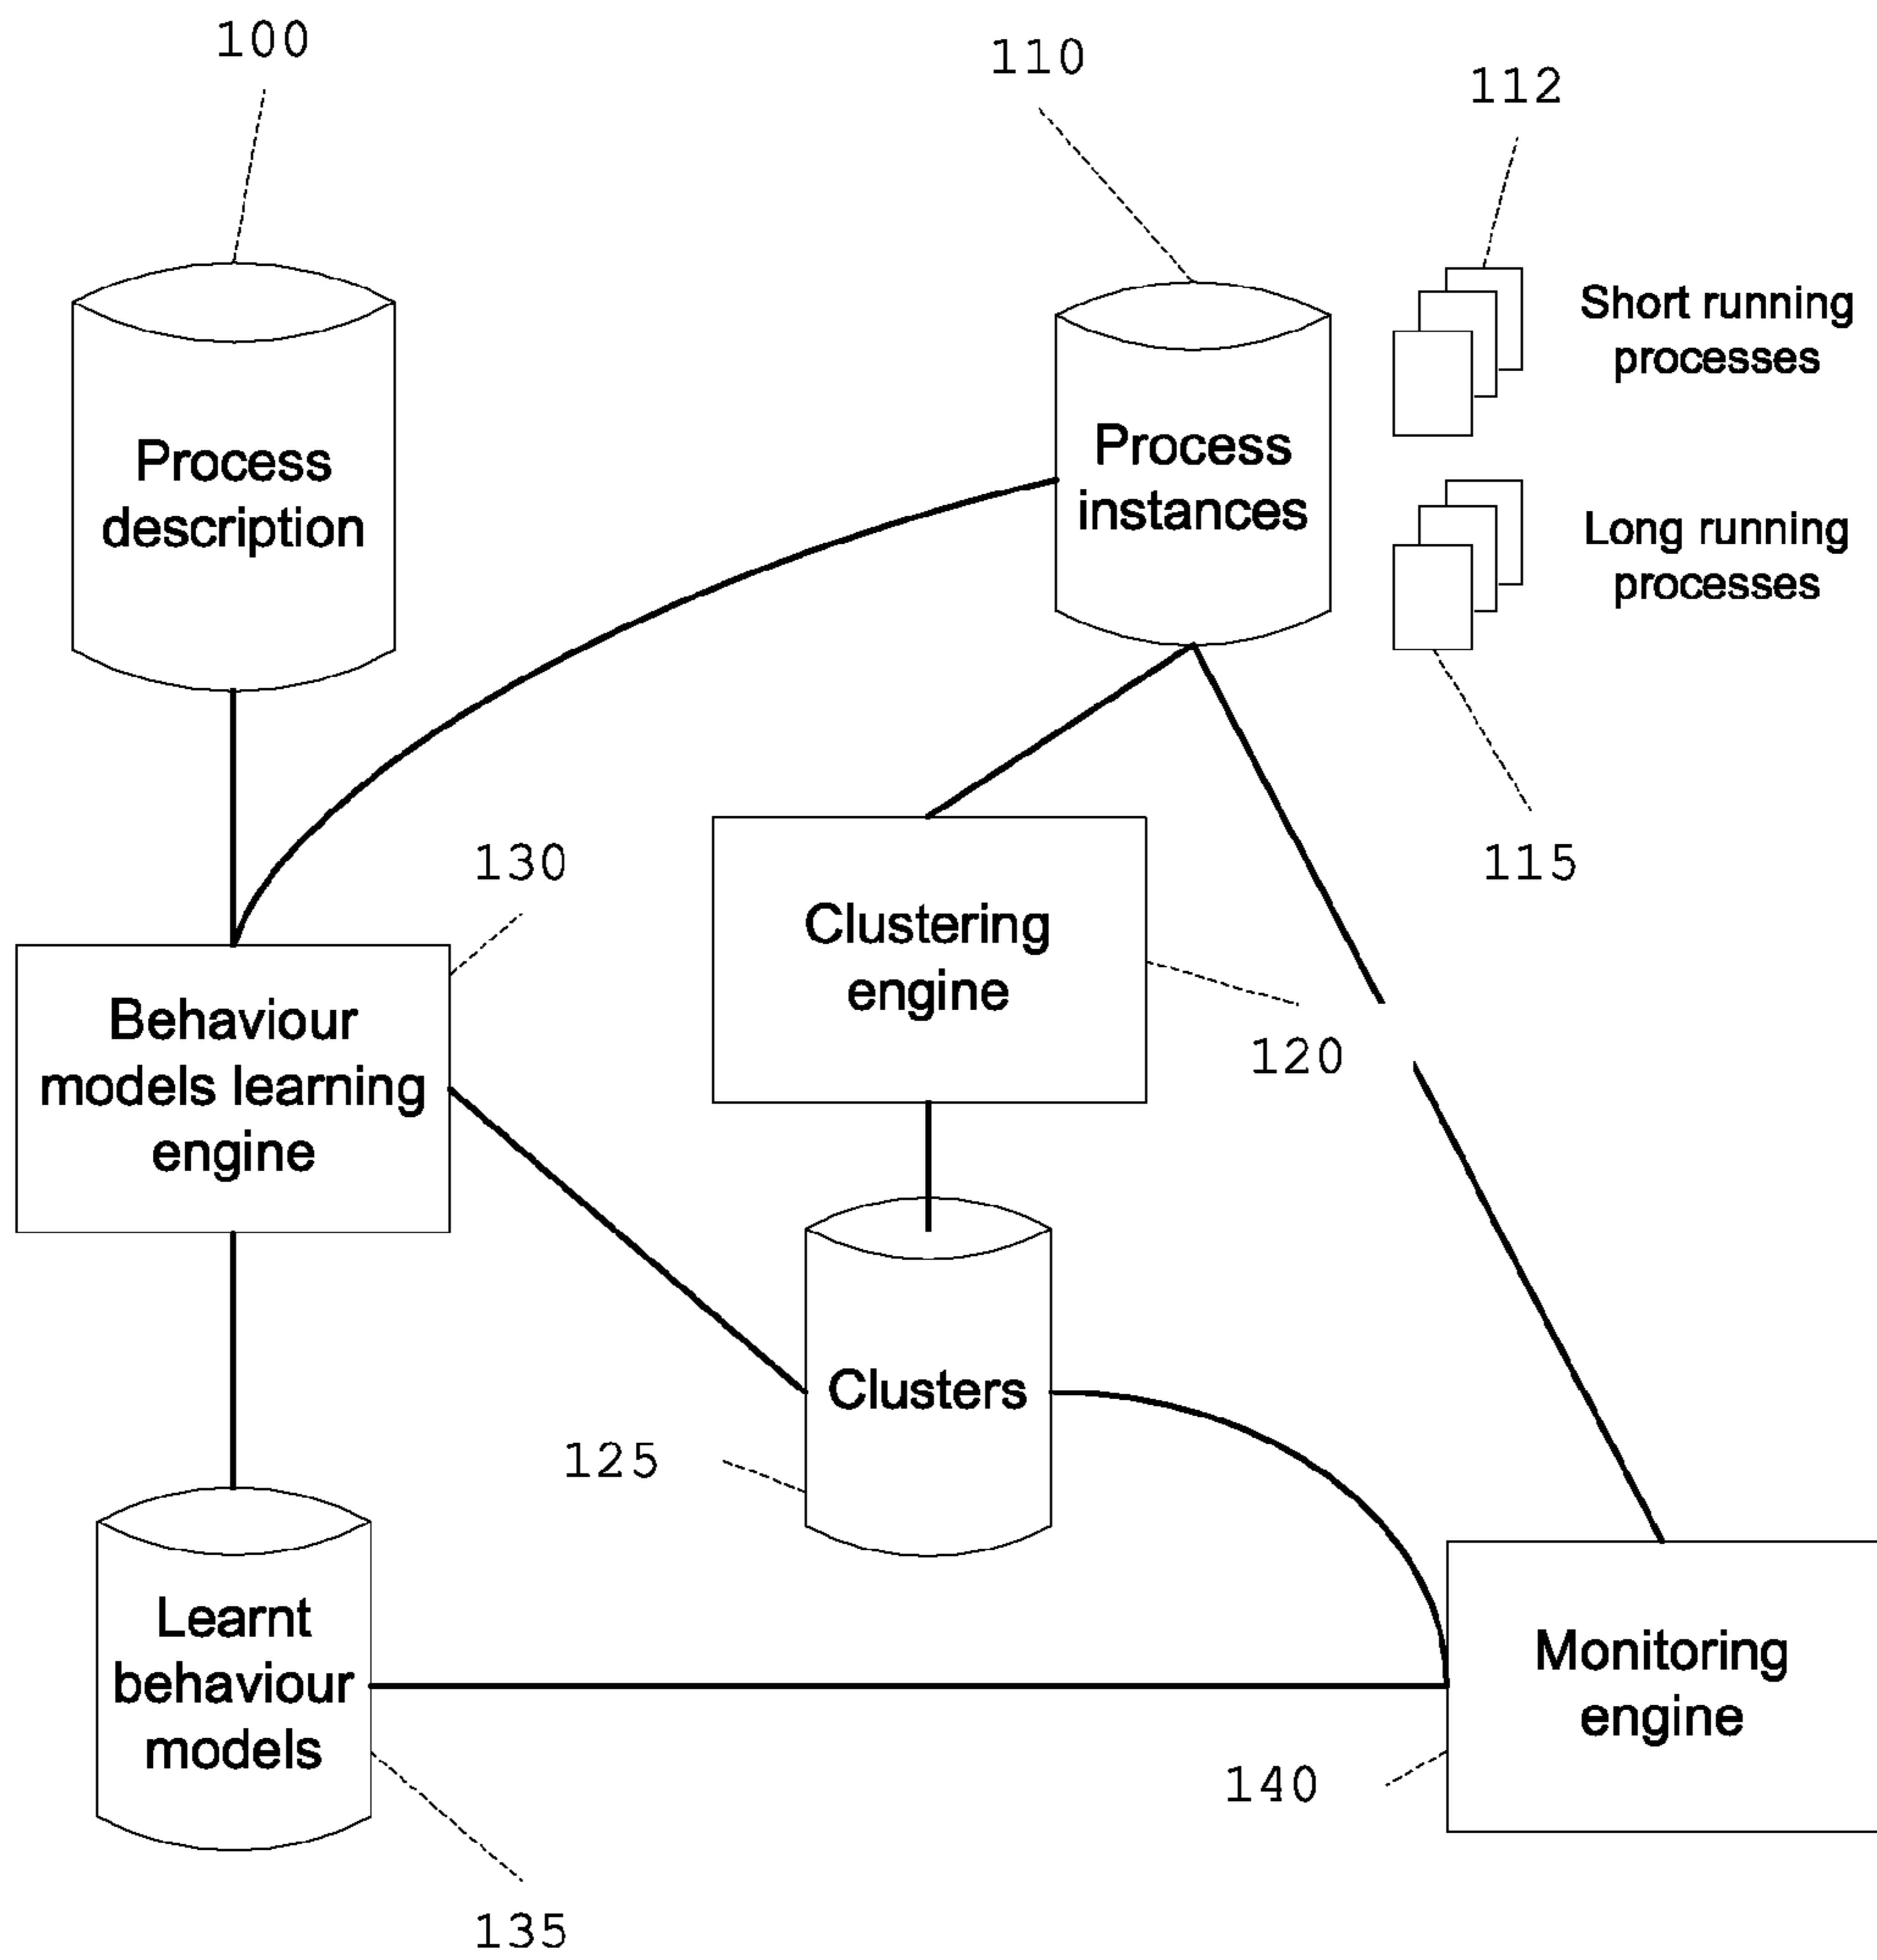 100
110
112
Short running
processes
Process
description
Process
instances
Long running
processes
130
115
Clustering
engine
Behaviour
models learning
engine
120
Clusters
125
Learnt
behaviour
models
Monitoring
engine
140
135